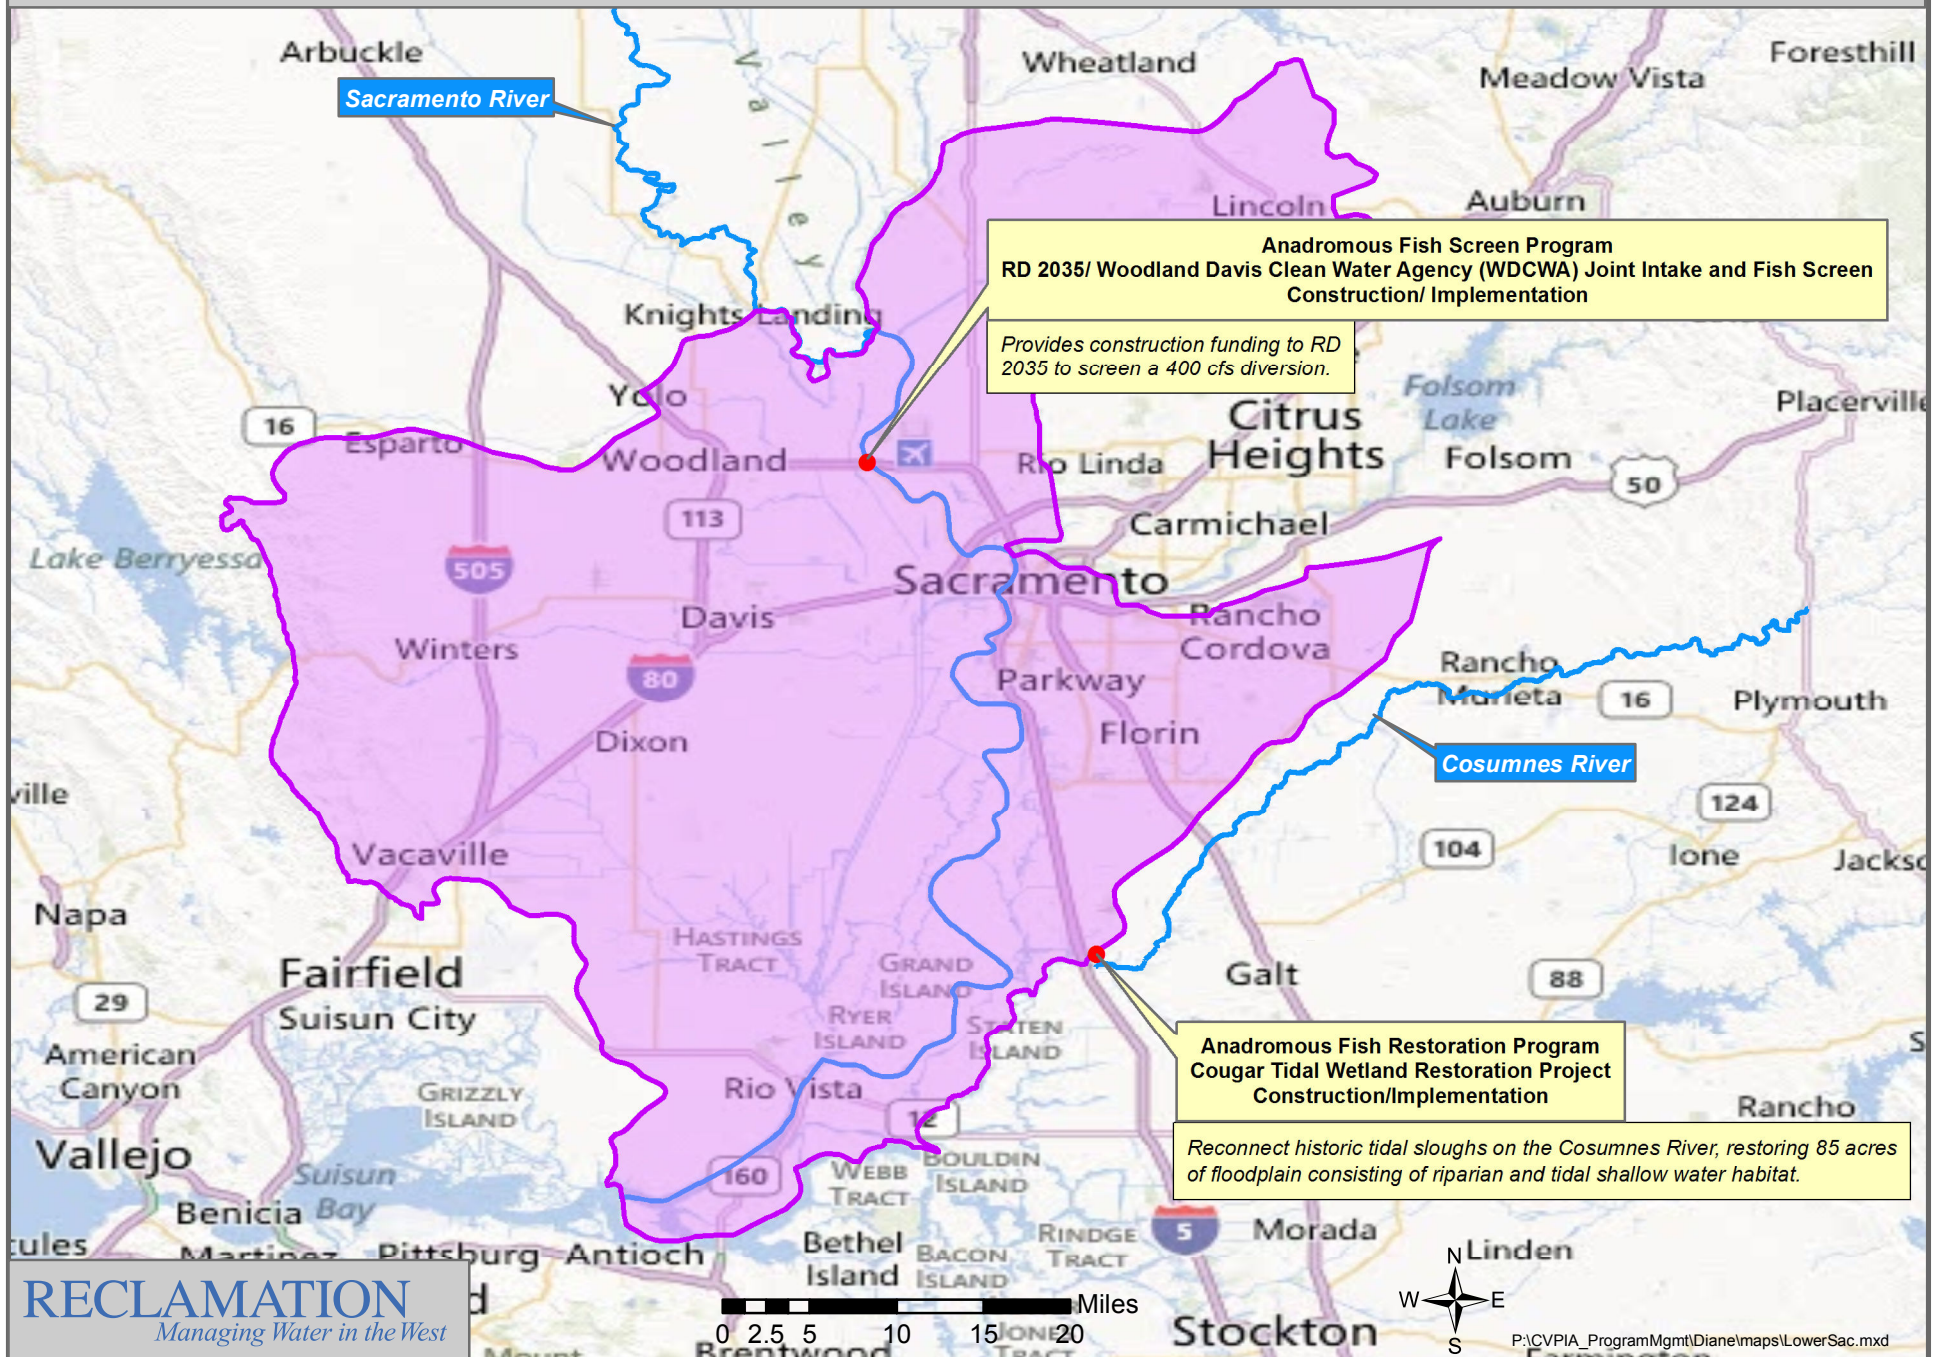 Arbuckle
Sacramento River
Valley
Wheatland
Meadow Vista
Foresthill
Lincoln
Auburn
Anadromous Fish Screen Program
RD 2035/ Woodland Davis Clean Water Agency (WDCWA) Joint Intake and Fish Screen
Construction/ Implementation
Provides construction funding to RD
2035 to screen a 400 cfs diversion.
Knights Landing
Yolo
16
Esparto
Woodland
113
Rio Linda
Citrus
Heights
Folsom
Lake
Folsom
Placerville
50
Carmichael
Lake Berryessa
505
Sacramento
Davis
Winters
80
Rancho
Cordova
Parkway
Florin
Dixon
Rancho
Murieta
16
Plymouth
Cosumnes River
ville
124
Vacaville
104
Ione
Jackso
Napa
HASTINGS
TRACT
GRAND
ISLAND
Fairfield
Suisun City
29
Galt
88
RYER
ISLAND
STATEN
ISLAND
American
Canyon
GRIZZLY
ISLAND
Rio Vista
12
Anadromous Fish Restoration Program
Cougar Tidal Wetland Restoration Project
Construction/Implementation
S
Rancho
Reconnect historic tidal sloughs on the Cosumnes River, restoring 85 acres
of floodplain consisting of riparian and tidal shallow water habitat.
Vallejo
Suisun
Bay
160
WEBB
TRACT
BOULDIN
ISLAND
Benicia
cules
Martinez
Pittsburg
Antioch
Bethel
Island
BACON
ISLAND
RINDGE
TRACT
5
Morada
Linden
RECLAMATION
Managing Water in the West
d
Miles
0 2.5 5 10 15 20
Brentwood
JONES
TRACT
Stockton
N
W E
S
P:\CVPIA_ProgramMgmt\Diane\maps\LowerSac.mxd
Mount
Farmington